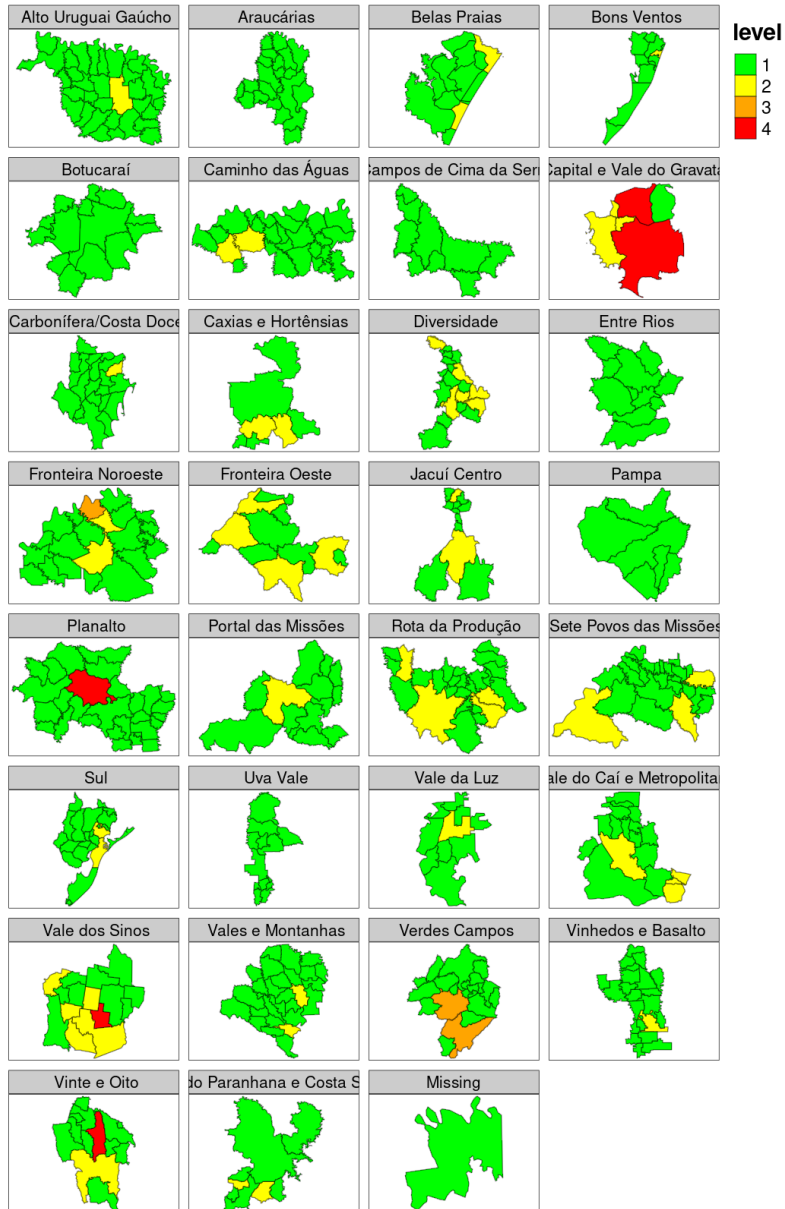 Alto Uruguai Gaúcho
Araucárias
Belas Praias
Bons Ventos
level
1
2
3
4
Botucaraí
Caminho das Águas
Campos de Cima da Serr
Capital e Vale do Gravata
Carbonífera/Costa Doce
Caxias e Hortênsias
Diversidade
Entre Rios
Fronteira Noroeste
Fronteira Oeste
Jacuí Centro
Pampa
Planalto
Portal das Missões
Rota da Produção
Sete Povos das Missões
Sul
Uva Vale
Vale da Luz
ale do Caí e Metropolita
Vale dos Sinos
Vales e Montanhas
Verdes Campos
Vinhedos e Basalto
Vinte e Oito
do Paranhana e Costa S
Missing